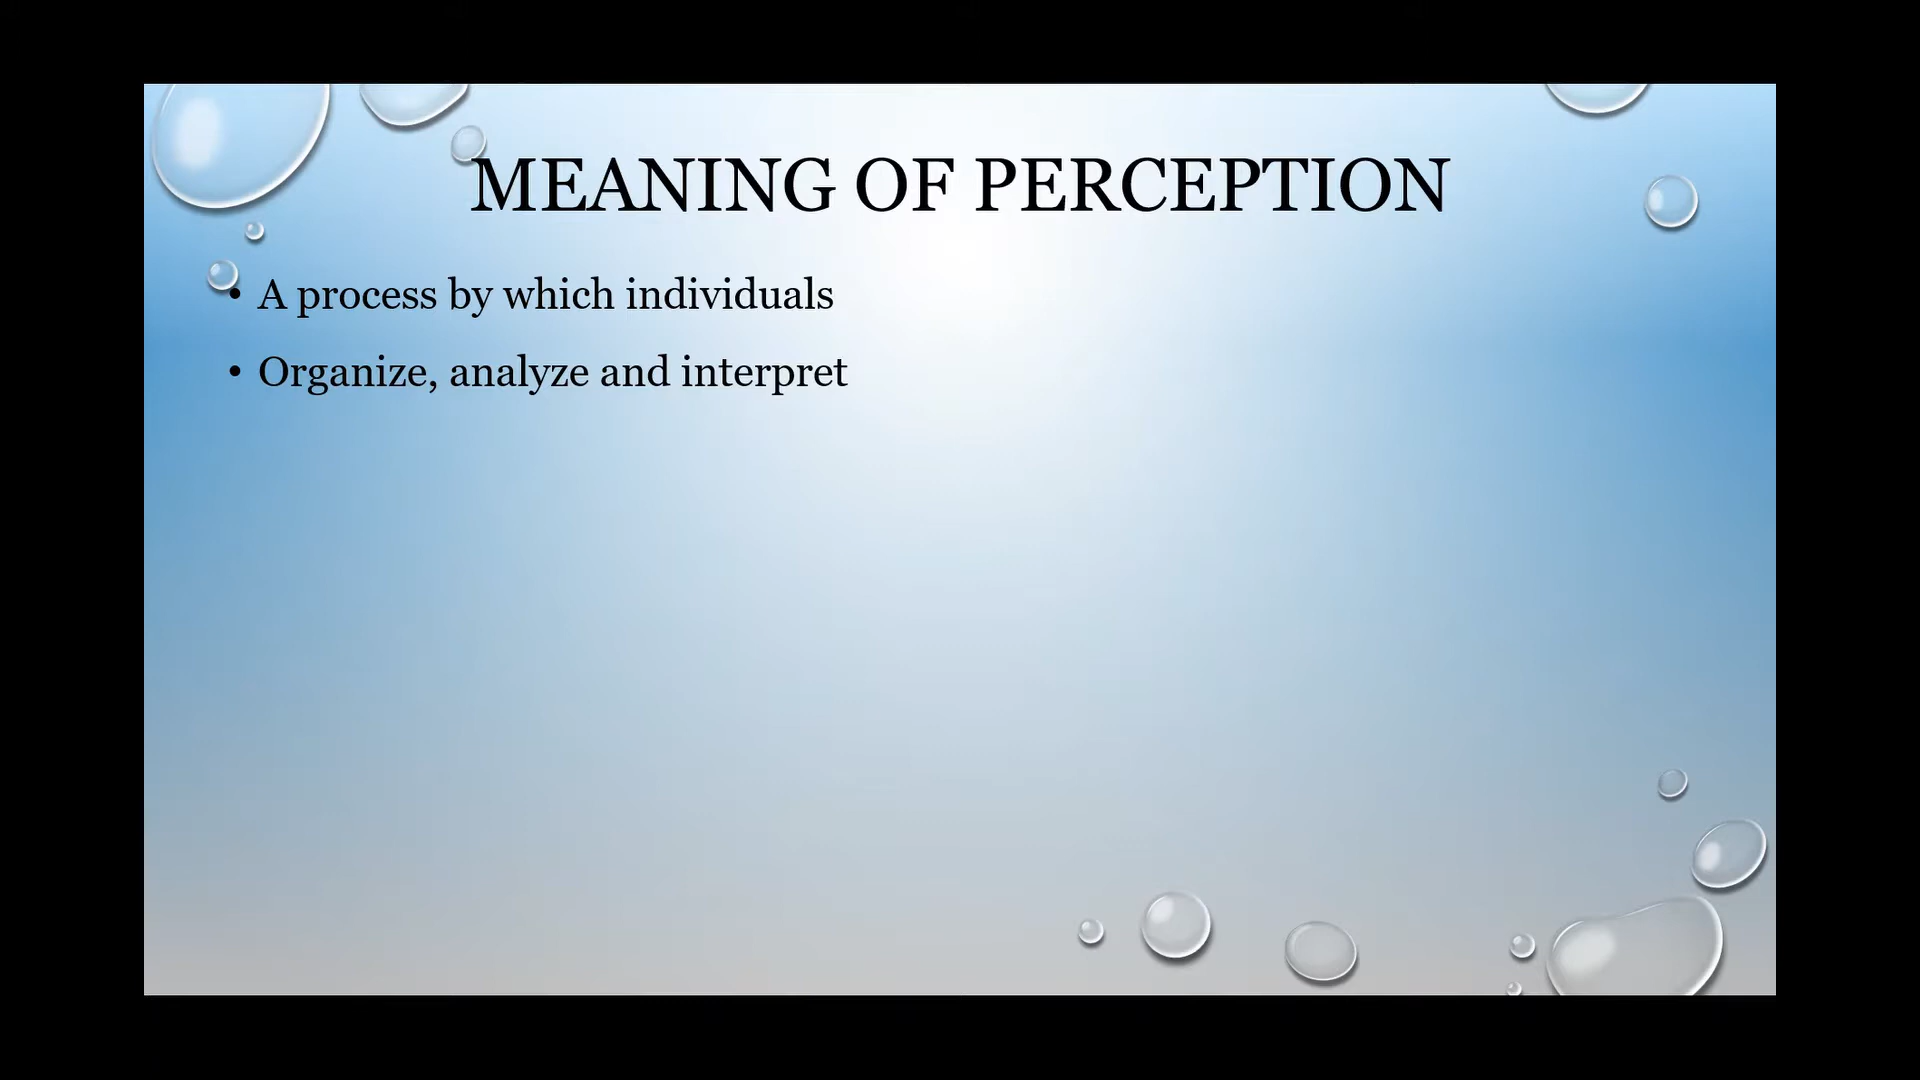 MEANING OF PERCEPTION
• A process by which individuals
• Organize, analyze and interpret